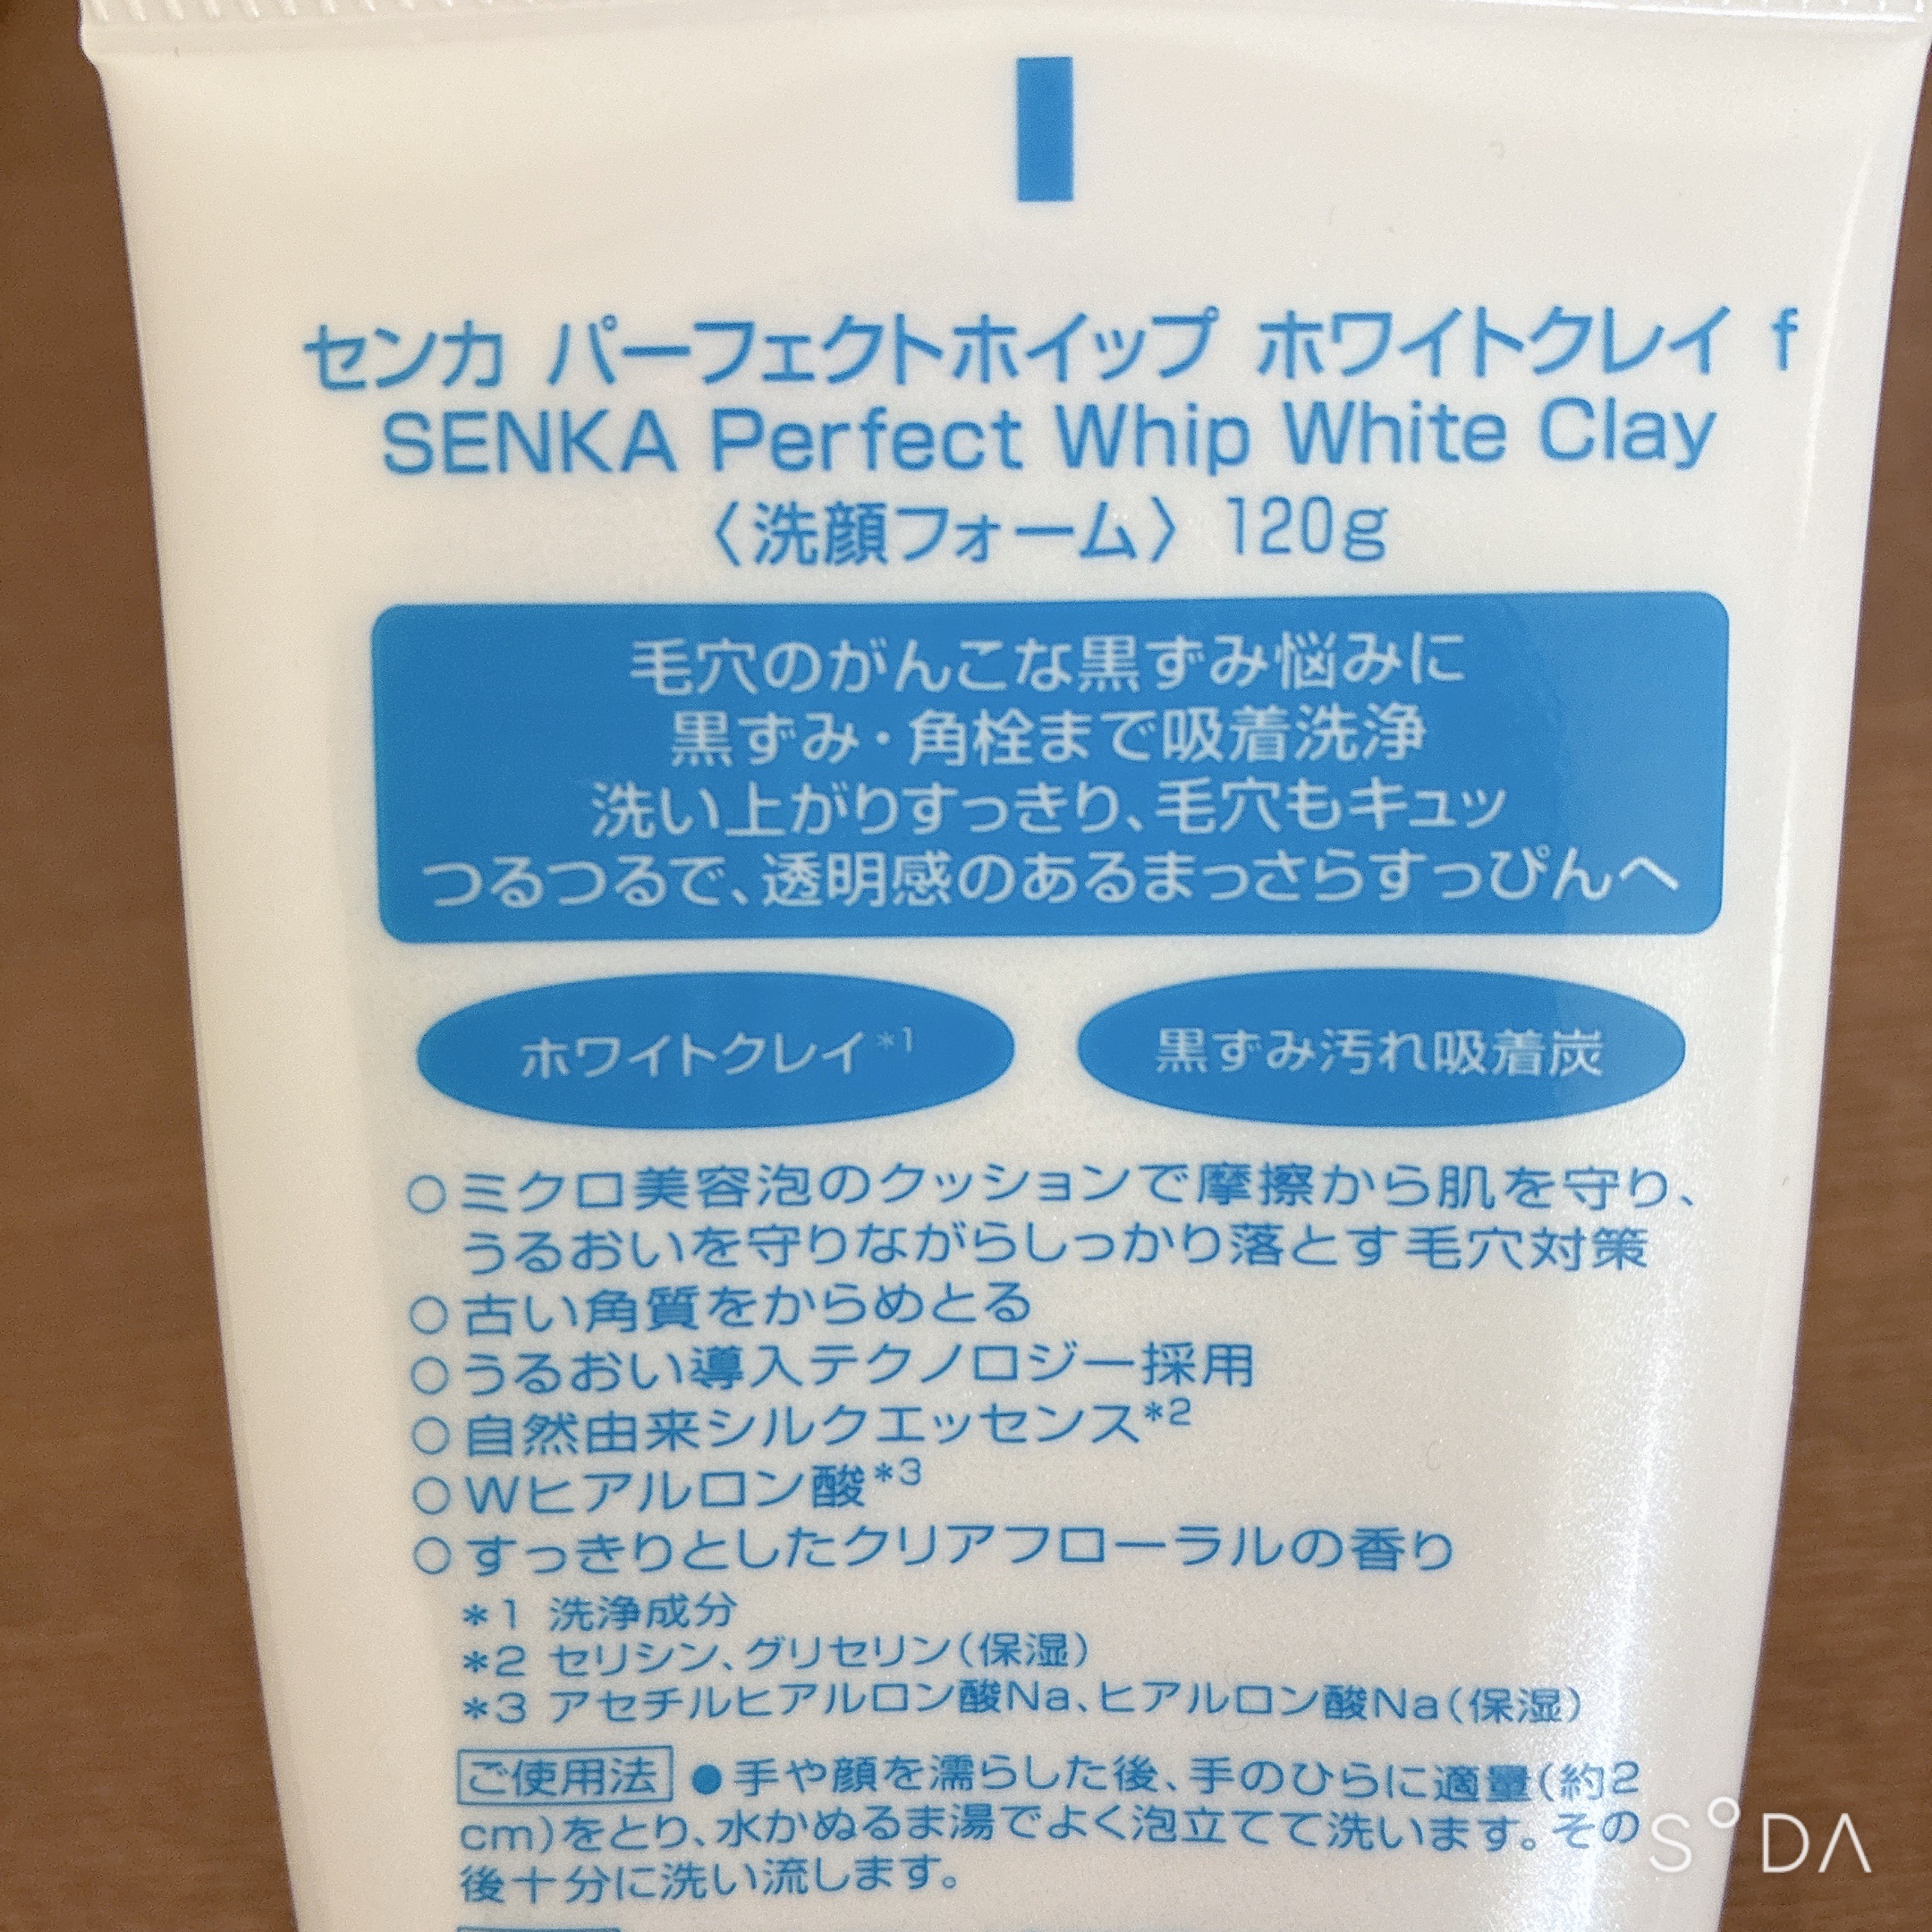 センカ パーフェクトホイップ ホワイトクレイ f
SENKA Perfect Whip White Clay
〈洗顔フォーム〉120g
毛穴のがんこな黒ずみ悩みに
黒ずみ・角栓まで吸着洗浄
洗い上がりすっきり、毛穴もキュッ
つるつるで、透明感のあるまっさらすっぴんへ
ホワイトクレイ*1
黒ずみ汚れ吸着炭
○ミクロ美容泡のクッションで摩擦から肌を守り、
うるおいを守りながらしっかり落とす毛穴対策
○古い角質をからめとる
○うるおい導入テクノロジー採用
○自然由来シルクエッセンス*2
○Wヒアルロン酸*3
○すっきりとしたクリアフローラルの香り
*1 洗浄成分
*2 セリシン、グリセリン(保湿)
*3 アセチルヒアルロン酸Na、ヒアルロン酸Na(保湿)
ご使用法 ●手や顔を濡らした後、手のひらに適量(約2
cm)をとり、水かぬるま湯でよく泡立てて洗います。その
後十分に洗い流します。
SODA